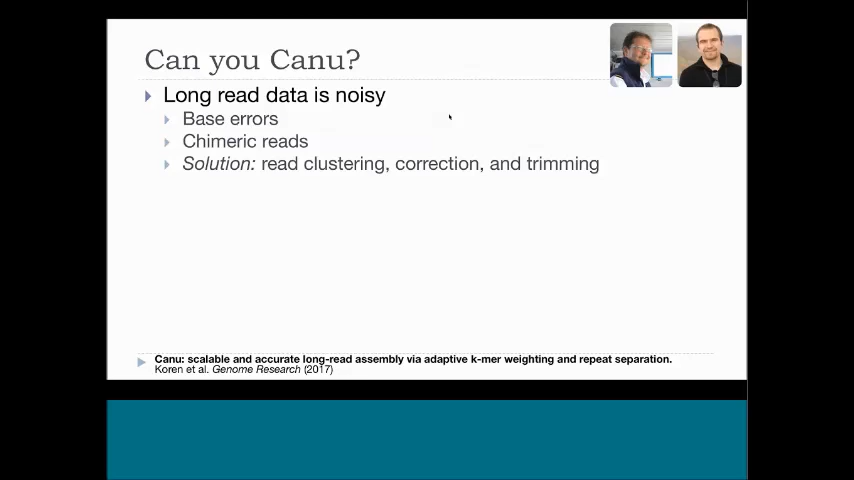 Can you Canu?
Long read data is noisy
Base errors
Chimeric reads
Solution: read clustering, correction, and trimming
Canu: scalable and accurate long-read assembly via adaptive k-mer weighting and repeat separation.
Koren et al. Genome Research (2017)